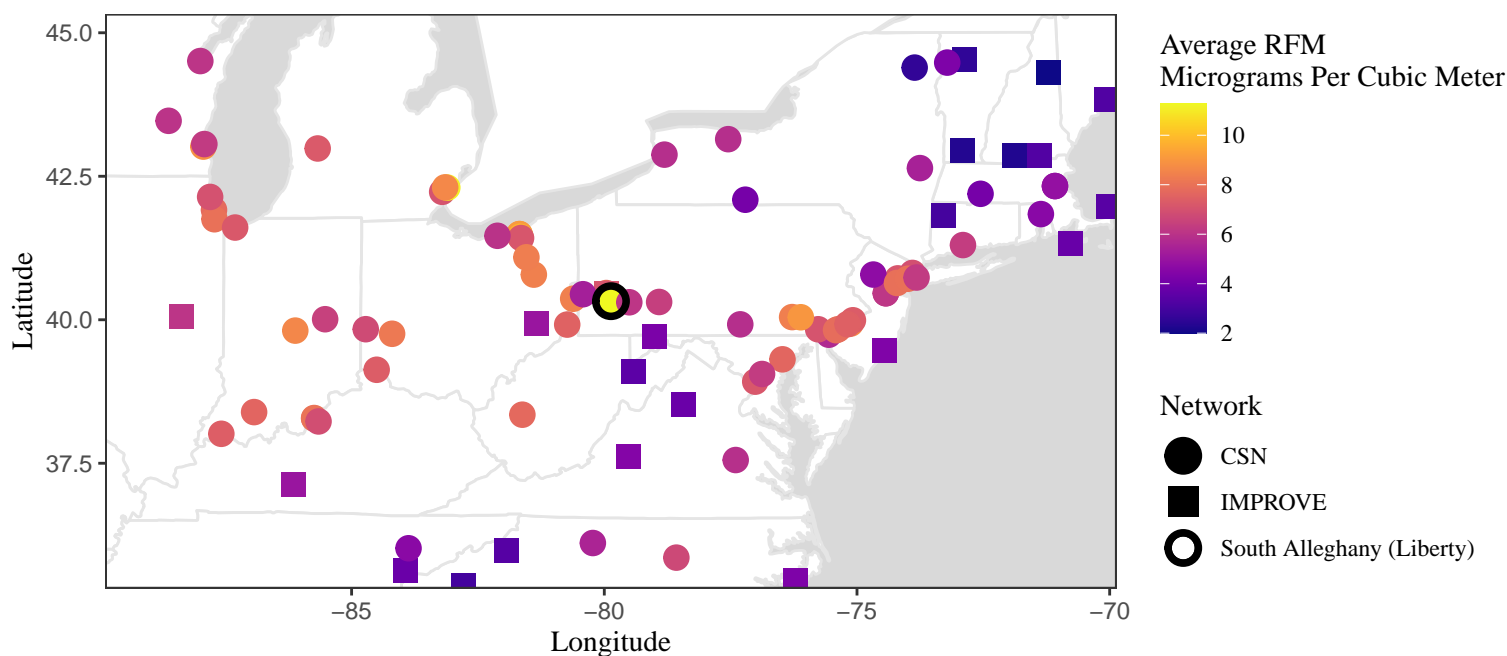 45.0
42.5
40.0
37.5
Latitude
−85
−80
−75
−70
Longitude
Average RFM
Micrograms Per Cubic Meter
10
8
6
4
2
Network
CSN
IMPROVE
South Alleghany (Liberty)